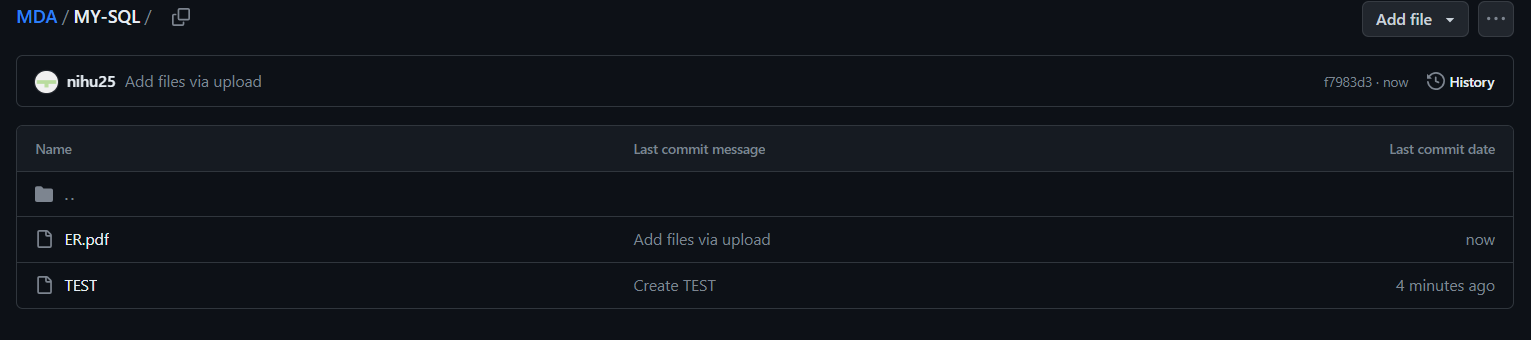 MDA / MY-SQL /
Add file
...
nihu25 Add files via upload
f7983d3 · now
History
Name Last commit message Last commit date
..
ER.pdf Add files via upload now
TEST Create TEST 4 minutes ago